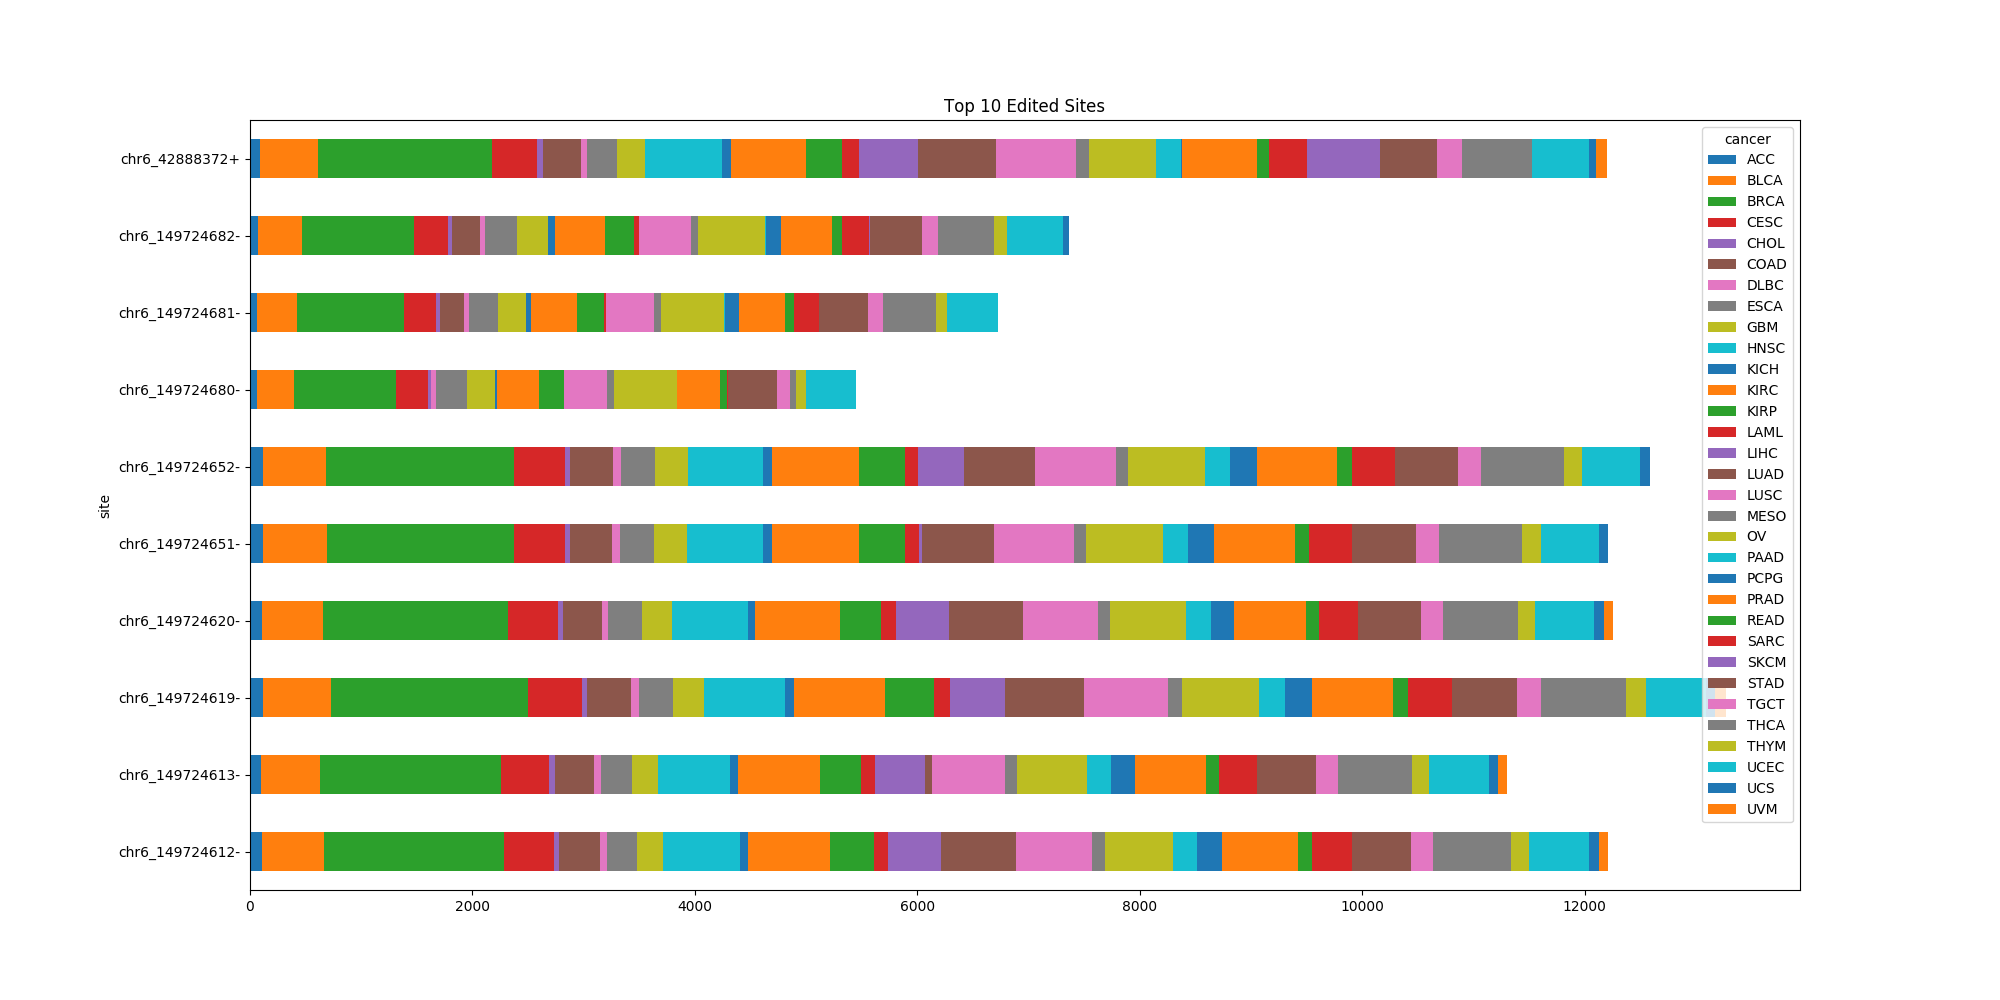 Top 10 Edited Sites
site
chr6_42888372+
chr6_149724682-
chr6_149724681-
chr6_149724680-
chr6_149724652-
chr6_149724651-
chr6_149724620-
chr6_149724619-
chr6_149724613-
chr6_149724612-
0 2000 4000 6000 8000 10000 12000
cancer
ACC
BLCA
BRCA
CESC
CHOL
COAD
DLBC
ESCA
GBM
HNSC
KICH
KIRC
KIRP
LAML
LIHC
LUAD
LUSC
MESO
OV
PAAD
PCPG
PRAD
READ
SARC
SKCM
STAD
TGCT
THCA
THYM
UCEC
UCS
UVM